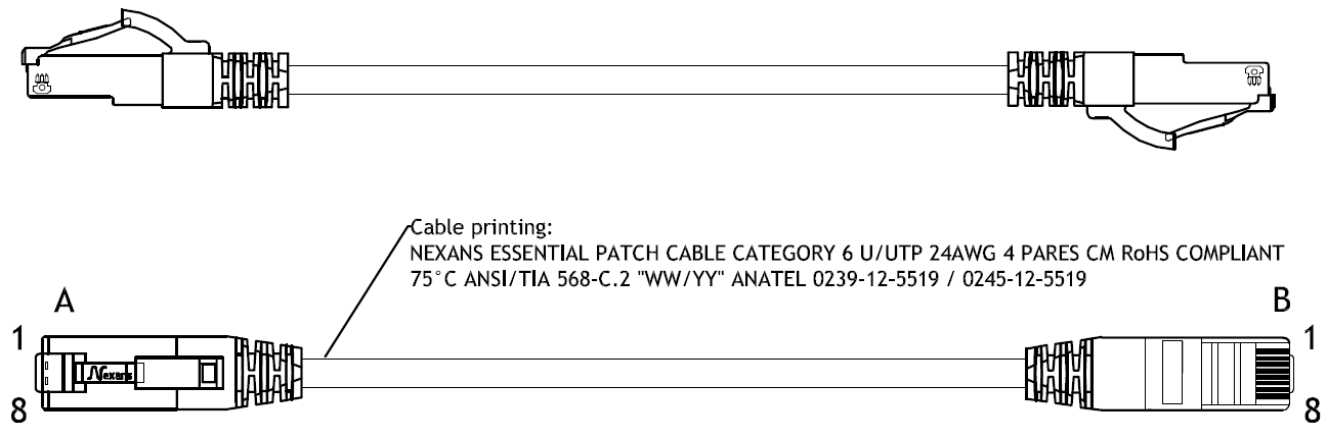 Cable printing:
NEXANS ESSENTIAL PATCH CABLE CATEGORY 6 U/UTP 24AWG 4 PARES CM RoHS COMPLIANT
75°C ANSI/TIA 568-C.2 "WW/YY" ANATEL 0239-12-5519 / 0245-12-5519
A
B
1
1
Nexans
8
8